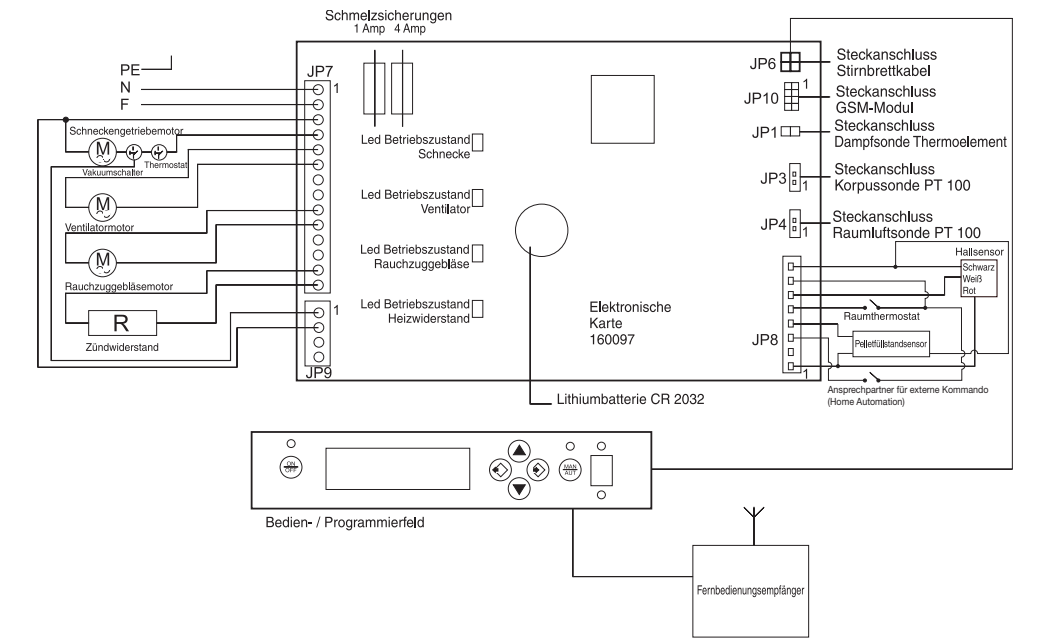 Schmelzsicherungen
1 Amp 4 Amp
PE
N
F
JP7
1
Schneckengetriebemotor
M
Vakuumschalter
Thermostat
M
Ventilatormotor
M
Rauchzuggebläsemotor
R
Zündwiderstand
1
JP9
Led Betriebszustand
Schnecke
Led Betriebszustand
Ventilator
Led Betriebszustand
Rauchzuggebläse
Led Betriebszustand
Heizwiderstand
Elektronische
Karte
160097
Lithiumbatterie CR 2032
JP6
Steckanschluss
Stirnbrettkabel
JP10
1
Steckanschluss
GSM-Modul
JP1
Steckanschluss
Dampfsonde Thermoelement
JP3
1
Steckanschluss
Korpussonde PT 100
JP4
1
Steckanschluss
Raumluftsonde PT 100
Hallsensor
Schwarz
Weiß
Rot
Raumthermostat
JP8
Pelletfüllstandsensor
1
Ansprechpartner für externe Kommando
(Home Automation)
ON
OFF
MAN
AUT
Bedien- / Programmierfeld
Fernbedienungsempfänger